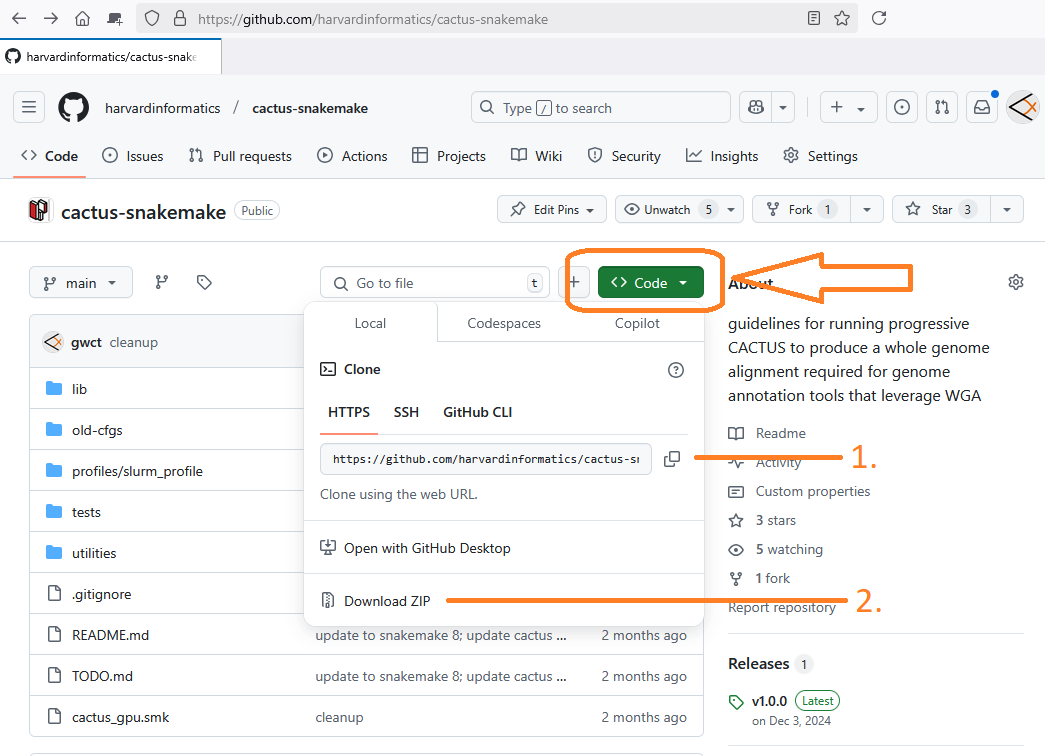 https://github.com/harvardinformatics/cactus-snakemake
harvardinformatics/cactus-snake
harvardinformatics / cactus-snakemake
Type / to search
Code Issues Pull requests Actions Projects Wiki Security Insights Settings
cactus-snakemake Public
Edit Pins Unwatch 5 Fork 1 Star 3
main
Go to file t
+
Code
About
Local Codespaces Copilot
gwct cleanup
guidelines for running progressive
CACTUS to produce a whole genome
alignment required for genome
annotation tools that leverage WGA
Clone
HTTPS SSH GitHub CLI
https://github.com/harvardinformatics/cactus-sn
Clone using the web URL.
Open with GitHub Desktop
Download ZIP
1.
2.
lib
old-cfgs
profiles/slurm_profile
tests
utilities
.gitignore
README.md update to snakemake 8; update cactus ... 2 months ago
TODO.md update to snakemake 8; update cactus ... 2 months ago
cactus_gpu.smk cleanup 2 months ago
Readme
Activity
Custom properties
3 stars
5 watching
1 fork
Report repository
Releases 1
v1.0.0 Latest
on Dec 3, 2024